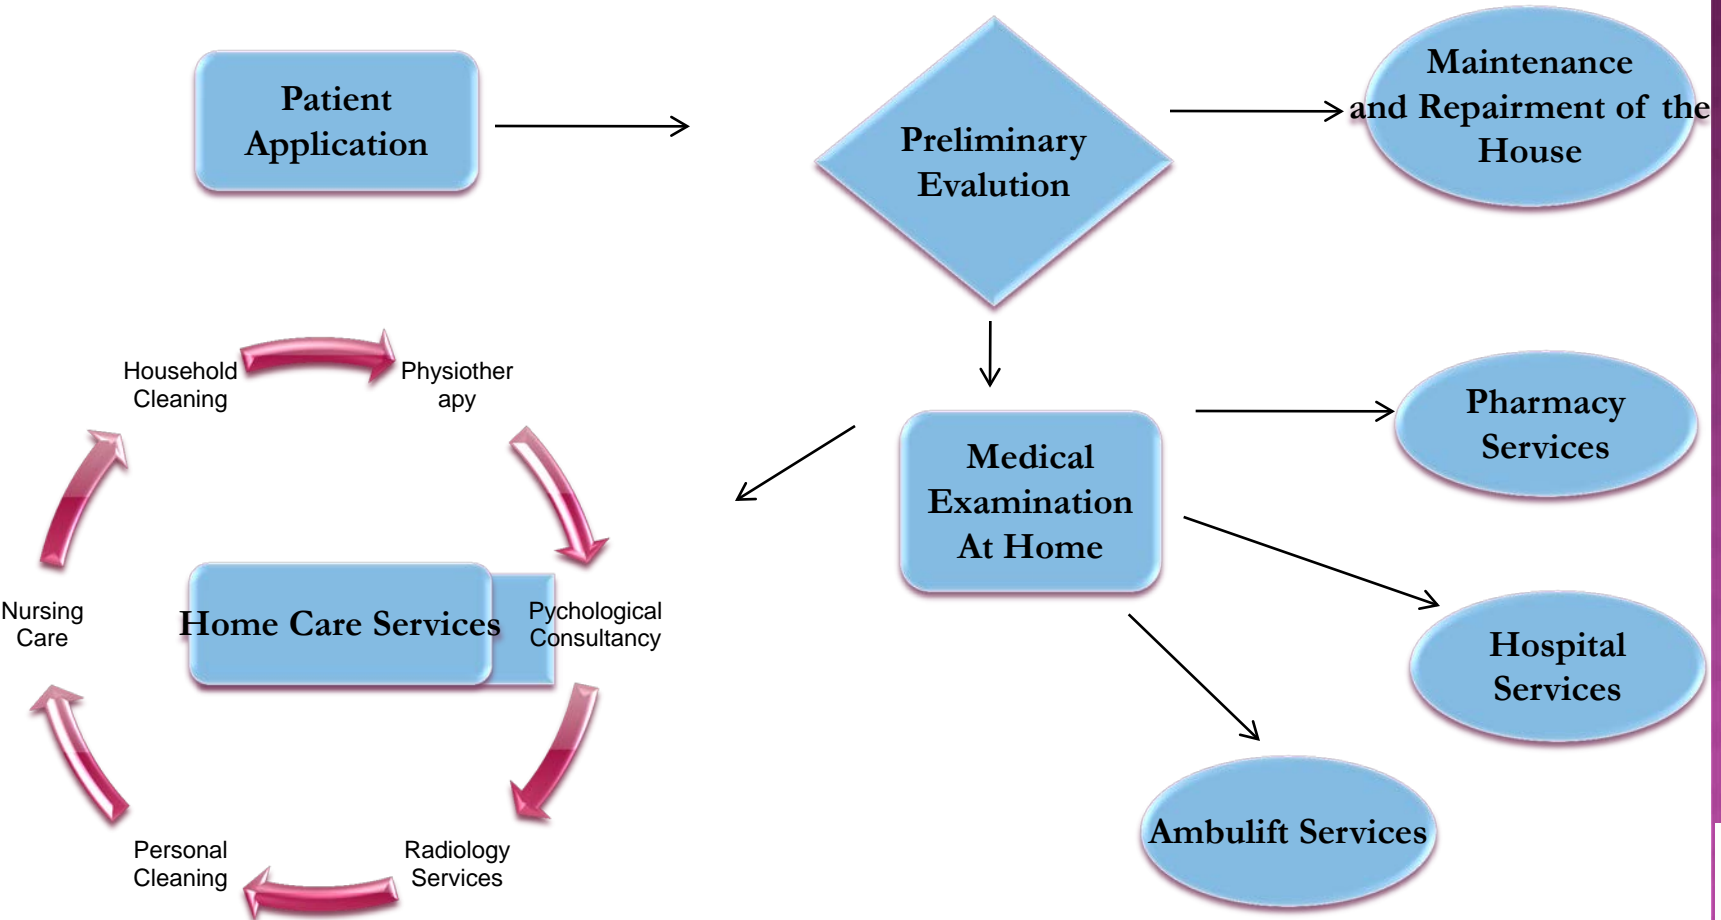 Patient
Application
Preliminary
Evalution
Maintenance
and Repairment of the
House
Household
Cleaning
Physiother
apy
Medical
Examination
At Home
Pharmacy
Services
Nursing
Care
Home Care Services
Pychological
Consultancy
Hospital
Services
Personal
Cleaning
Radiology
Services
Ambulift Services